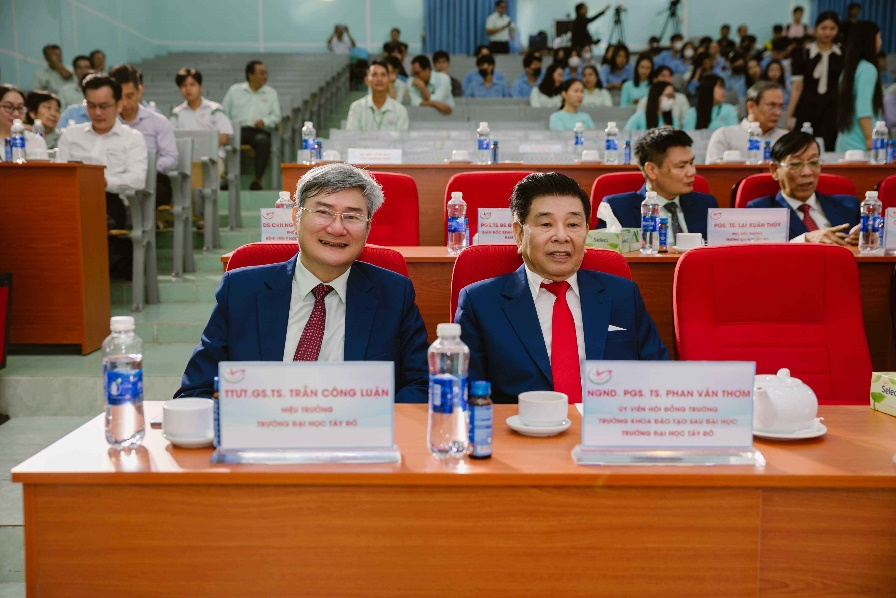 PGS. TS. LẠI XUÂN THỦY
TTƯT.GS.TS. TRẦN CÔNG LUẬN
HIỆU TRƯỞNG
TRƯỜNG ĐẠI HỌC TÂY ĐÔ
NGND. PGS. TS. PHAN VĂN THƠM
ỦY VIÊN HỘI ĐỒNG TRƯỜNG
TRƯỞNG KHOA ĐÀO TẠO SAU ĐẠI HỌC
TRƯỜNG ĐẠI HỌC TÂY ĐÔ